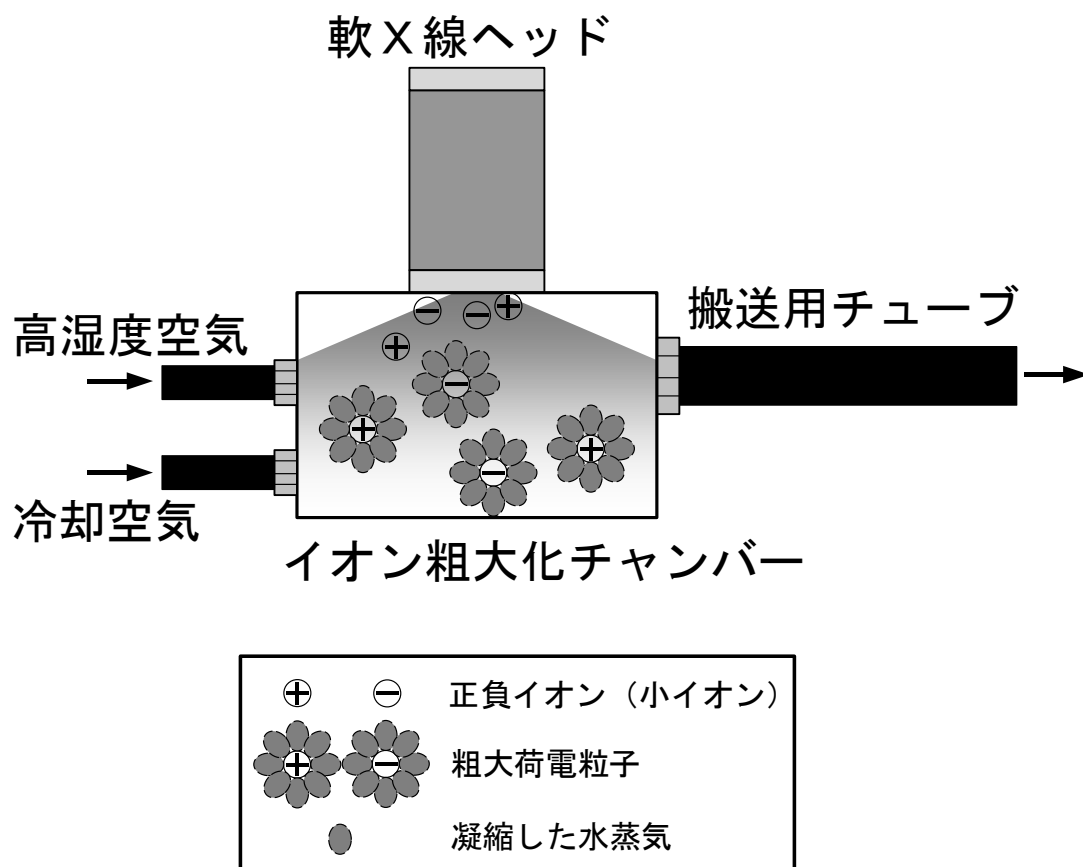 軟X線ヘッド
高湿度空気
搬送用チューブ
冷却空気
イオン粗大化チャンバー
正負イオン（小イオン）
粗大荷電粒子
凝縮した水蒸気